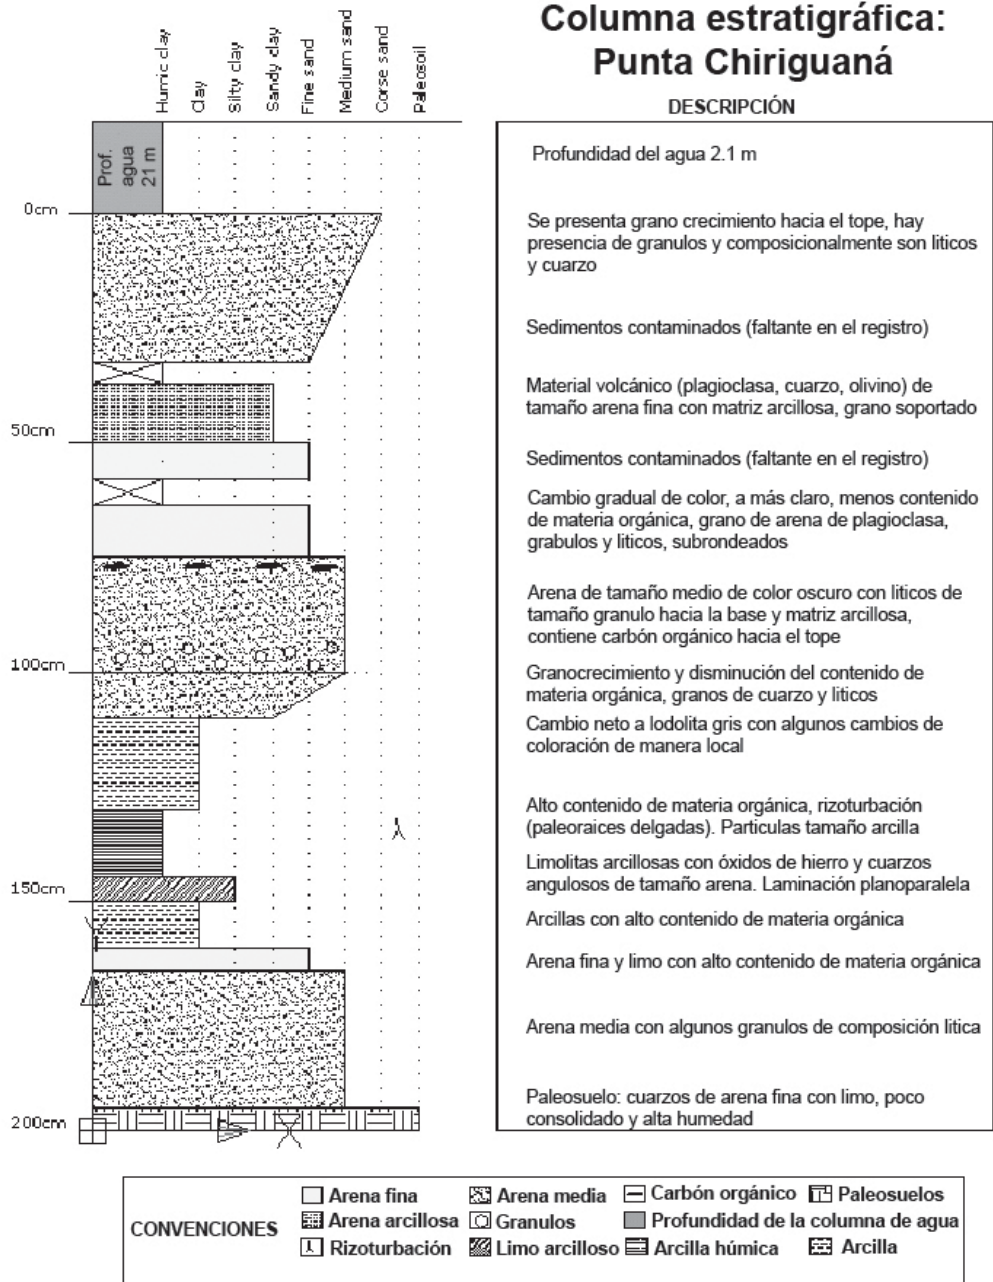 Columna estratigráfica:
Punta Chiriguaná
Humic clay
Clay
Silty clay
Sandy clay
Fine sand
Medium sand
Corse sand
Paleosoil
DESCRIPCIÓN
Prof.
agua
21 m
0cm
50cm
100cm
150cm
200cm
Profundidad del agua 2.1 m
Se presenta grano crecimiento hacia el tope, hay
presencia de granulos y composicionalmente son liticos
y cuarzo
Sedimentos contaminados (faltante en el registro)
Material volcánico (plagioclasa, cuarzo, olivino) de
tamaño arena fina con matriz arcillosa, grano soportado
Sedimentos contaminados (faltante en el registro)
Cambio gradual de color, a más claro, menos contenido
de materia orgánica, grano de arena de plagioclasa,
grabulos y liticos, subrondeados
Arena de tamaño medio de color oscuro con liticos de
tamaño granulo hacia la base y matriz arcillosa,
contiene carbón orgánico hacia el tope
Granocrecimiento y disminución del contenido de
materia orgánica, granos de cuarzo y liticos
Cambio neto a lodolita gris con algunos cambios de
coloración de manera local
Alto contenido de materia orgánica, rizoturbación
(paleoraices delgadas). Particulas tamaño arcilla
Limolitas arcillosas con óxidos de hierro y cuarzos
angulosos de tamaño arena. Laminación planoparalela
Arcillas con alto contenido de materia orgánica
Arena fina y limo con alto contenido de materia orgánica
Arena media con algunos granulos de composición litica
Paleosuelo: cuarzos de arena fina con limo, poco
consolidado y alta humedad
CONVENCIONES
Arena fina
Arena media
Carbón orgánico
Paleosuelos
Arena arcillosa
Granulos
Profundidad de la columna de agua
Rizoturbación
Limo arcilloso
Arcilla húmica
Arcilla